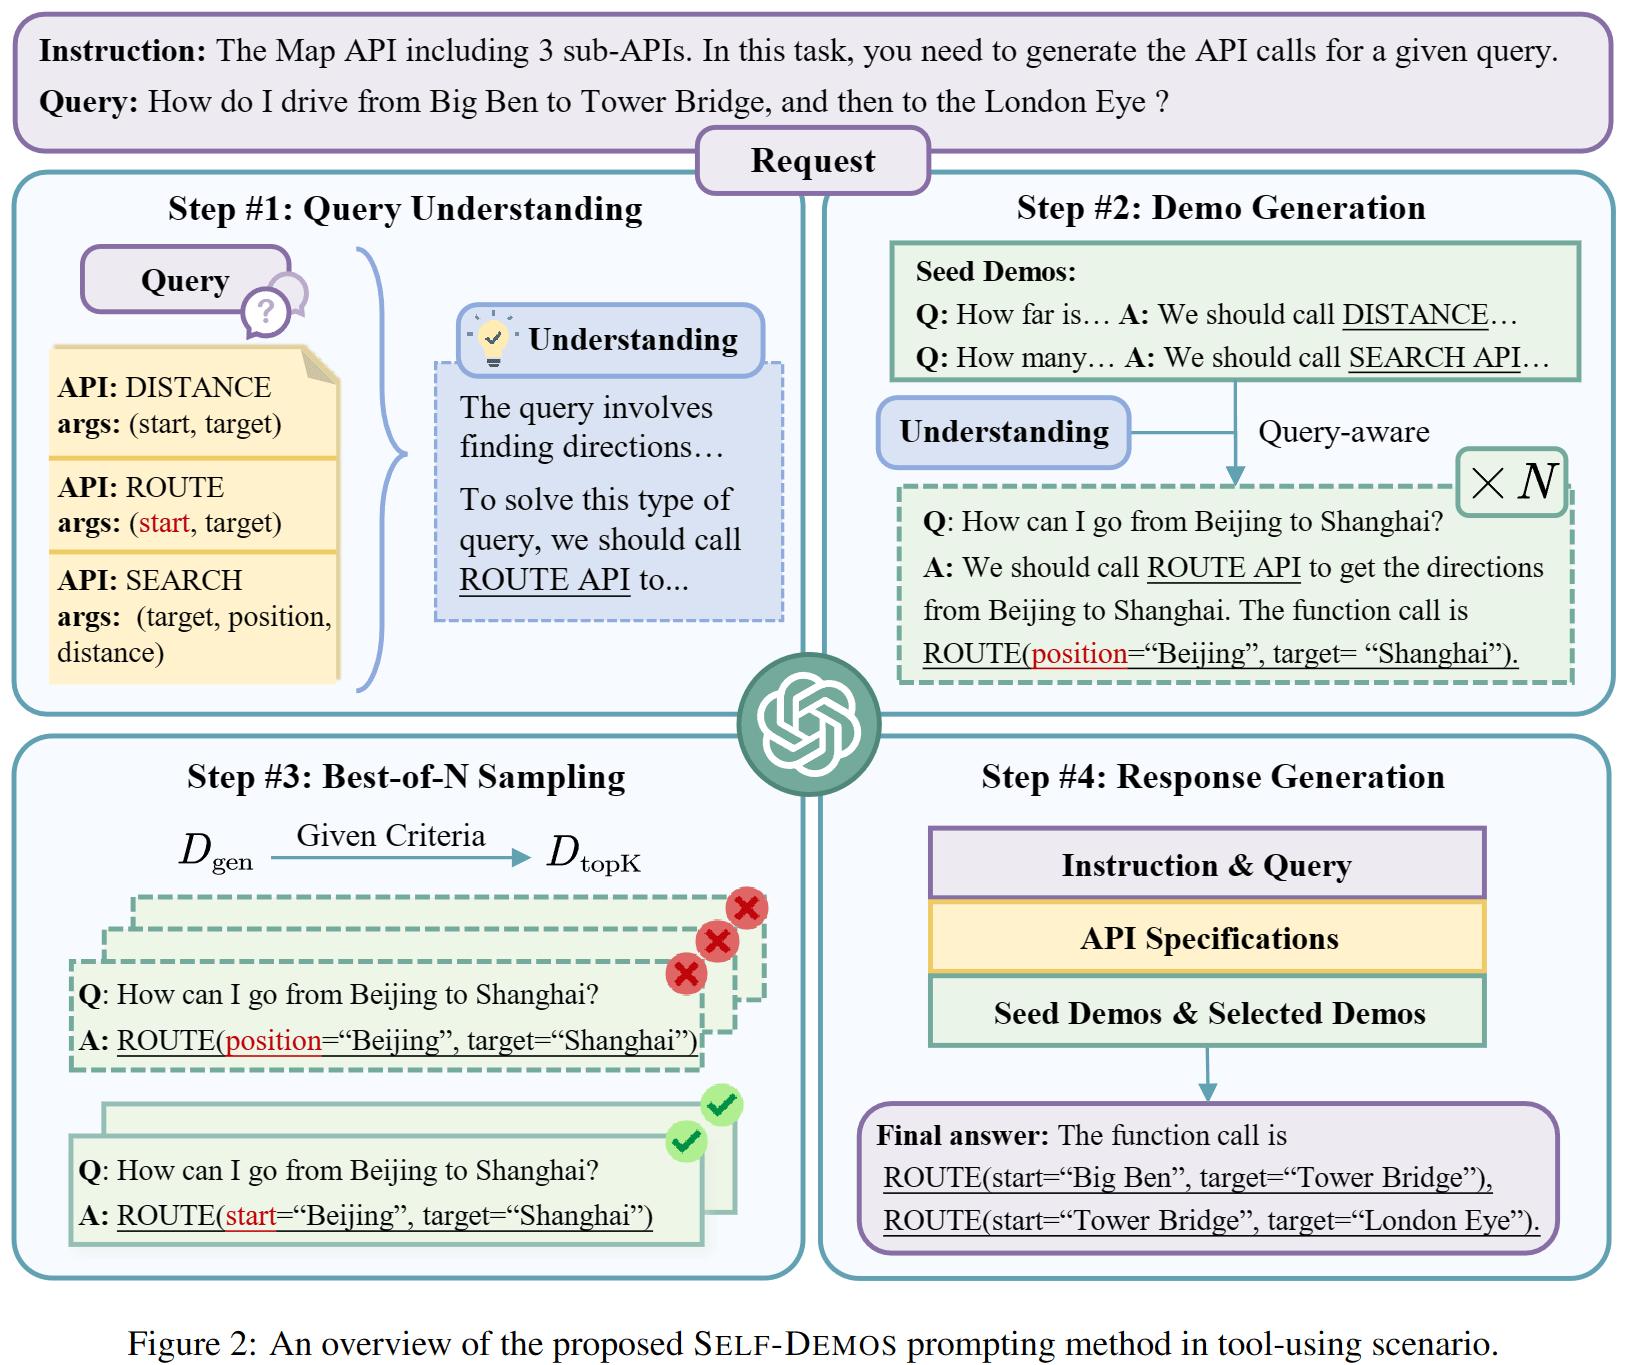 Instruction: The Map API including 3 sub-APIs. In this task, you need to generate the API calls for a given query.
Query: How do I drive from Big Ben to Tower Bridge, and then to the London Eye ?
Request
Step #1: Query Understanding
Query
?
API: DISTANCE
args: (start, target)
API: ROUTE
args: (start, target)
API: SEARCH
args: (target, position,
distance)
Understanding
The query involves
finding directions…
To solve this type of
query, we should call
ROUTE API to...
Step #2: Demo Generation
Seed Demos:
Q: How far is… A: We should call DISTANCE…
Q: How many… A: We should call SEARCH API…
Understanding
Query-aware
× N
Q: How can I go from Beijing to Shanghai?
A: We should call ROUTE API to get the directions
from Beijing to Shanghai. The function call is
ROUTE(position=“Beijing”, target= “Shanghai”).
Step #3: Best-of-N Sampling
Dgen
Given Criteria
DtopK
Q: How can I go from Beijing to Shanghai?
A: ROUTE(position=“Beijing”, target=“Shanghai”)
Q: How can I go from Beijing to Shanghai?
A: ROUTE(start=“Beijing”, target=“Shanghai”)
Step #4: Response Generation
Instruction & Query
API Specifications
Seed Demos & Selected Demos
Final answer: The function call is
ROUTE(start=“Big Ben”, target=“Tower Bridge”),
ROUTE(start=“Tower Bridge”, target=“London Eye”).
Figure 2: An overview of the proposed SELF-DEMOS prompting method in tool-using scenario.